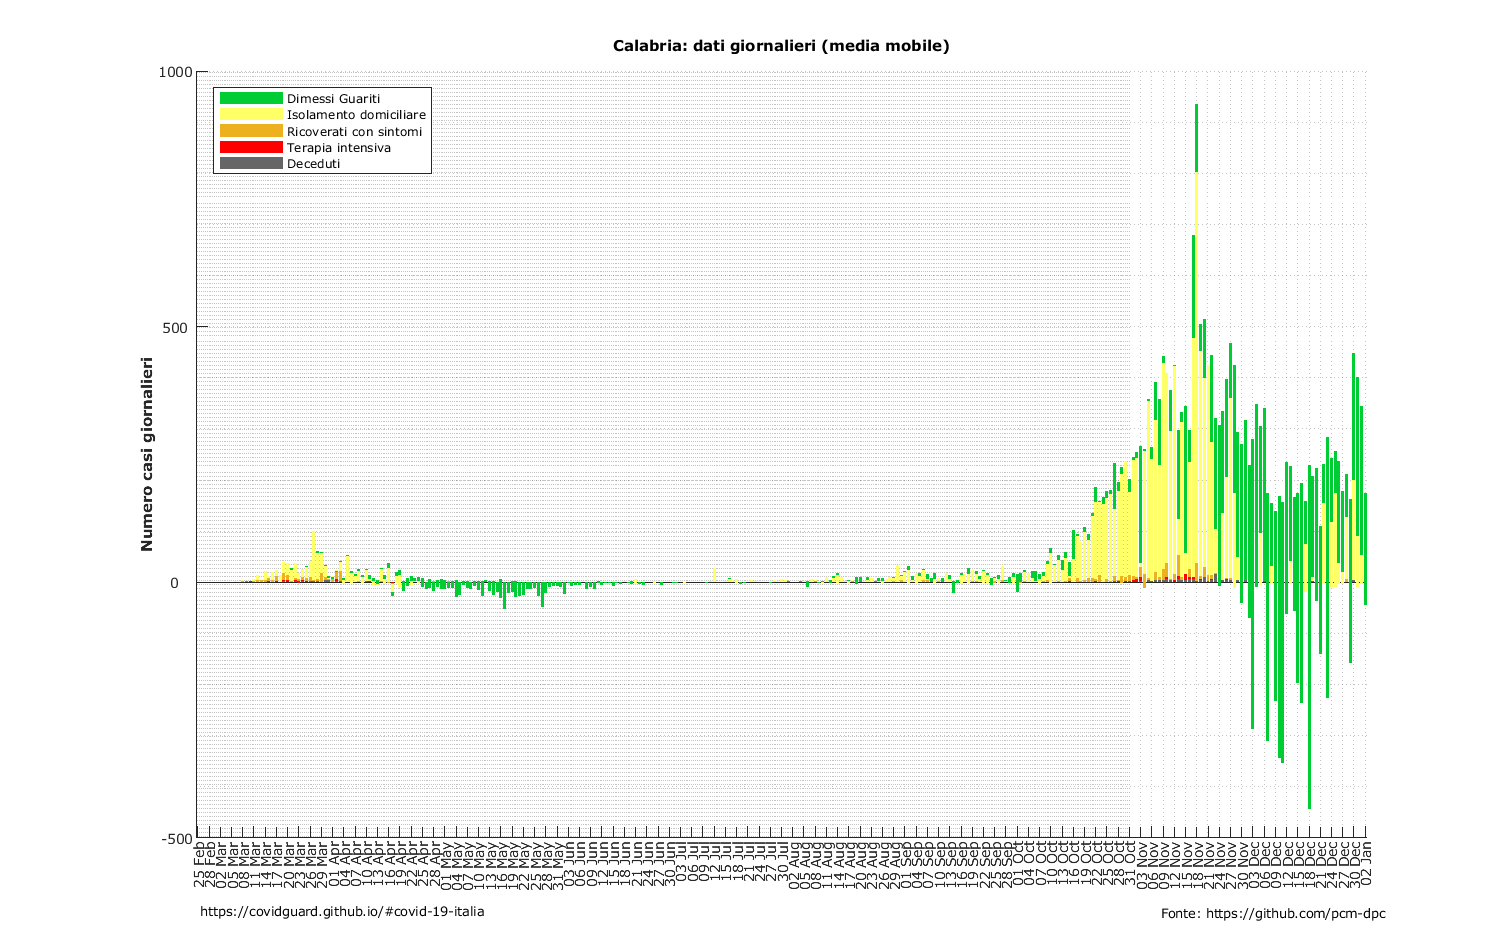 Calabria: dati giornalieri (media mobile)
1000
Dimessi Guariti
Isolamento domiciliare
Ricoverati con sintomi
Terapia intensiva
Deceduti
500
Numero casi giornalieri
0
-500
25 Feb
28 Feb
02 Mar
05 Mar
08 Mar
11 Mar
14 Mar
17 Mar
20 Mar
23 Mar
26 Mar
29 Mar
01 Apr
04 Apr
07 Apr
10 Apr
13 Apr
16 Apr
19 Apr
22 Apr
25 Apr
28 Apr
01 May
04 May
07 May
10 May
13 May
16 May
19 May
22 May
25 May
28 May
31 May
03 Jun
06 Jun
09 Jun
12 Jun
15 Jun
18 Jun
21 Jun
24 Jun
27 Jun
30 Jun
03 Jul
06 Jul
09 Jul
12 Jul
15 Jul
18 Jul
21 Jul
24 Jul
27 Jul
30 Jul
02 Aug
05 Aug
08 Aug
11 Aug
14 Aug
17 Aug
20 Aug
23 Aug
26 Aug
29 Aug
01 Sep
04 Sep
07 Sep
10 Sep
13 Sep
16 Sep
19 Sep
22 Sep
25 Sep
28 Sep
01 Oct
04 Oct
07 Oct
10 Oct
13 Oct
16 Oct
19 Oct
22 Oct
25 Oct
28 Oct
31 Oct
03 Nov
06 Nov
09 Nov
12 Nov
15 Nov
18 Nov
21 Nov
24 Nov
27 Nov
30 Nov
03 Dec
06 Dec
09 Dec
12 Dec
15 Dec
18 Dec
21 Dec
24 Dec
27 Dec
30 Dec
02 Jan
https://covidguard.github.io/#covid-19-italia
Fonte: https://github.com/pcm-dpc